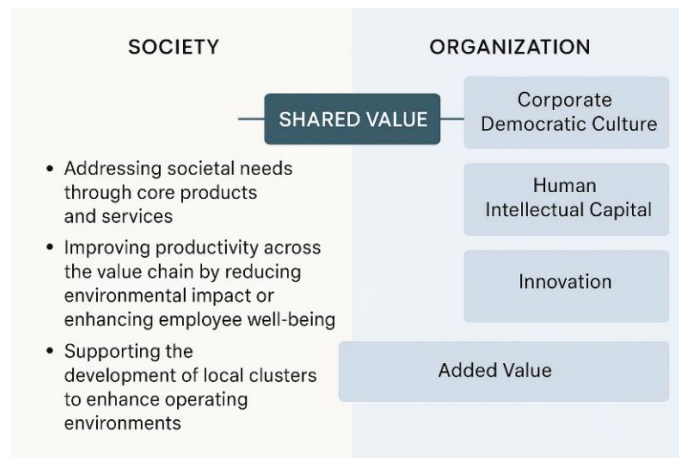 SOCIETY
ORGANIZATION
SHARED VALUE
Corporate
Democratic Culture
• Addressing societal needs
through core products
and services
• Improving productivity across
the value chain by reducing
environmental impact or
enhancing employee well-being
• Supporting the
development of local clusters
to enhance operating
environments
Human
Intellectual Capital
Innovation
Added Value